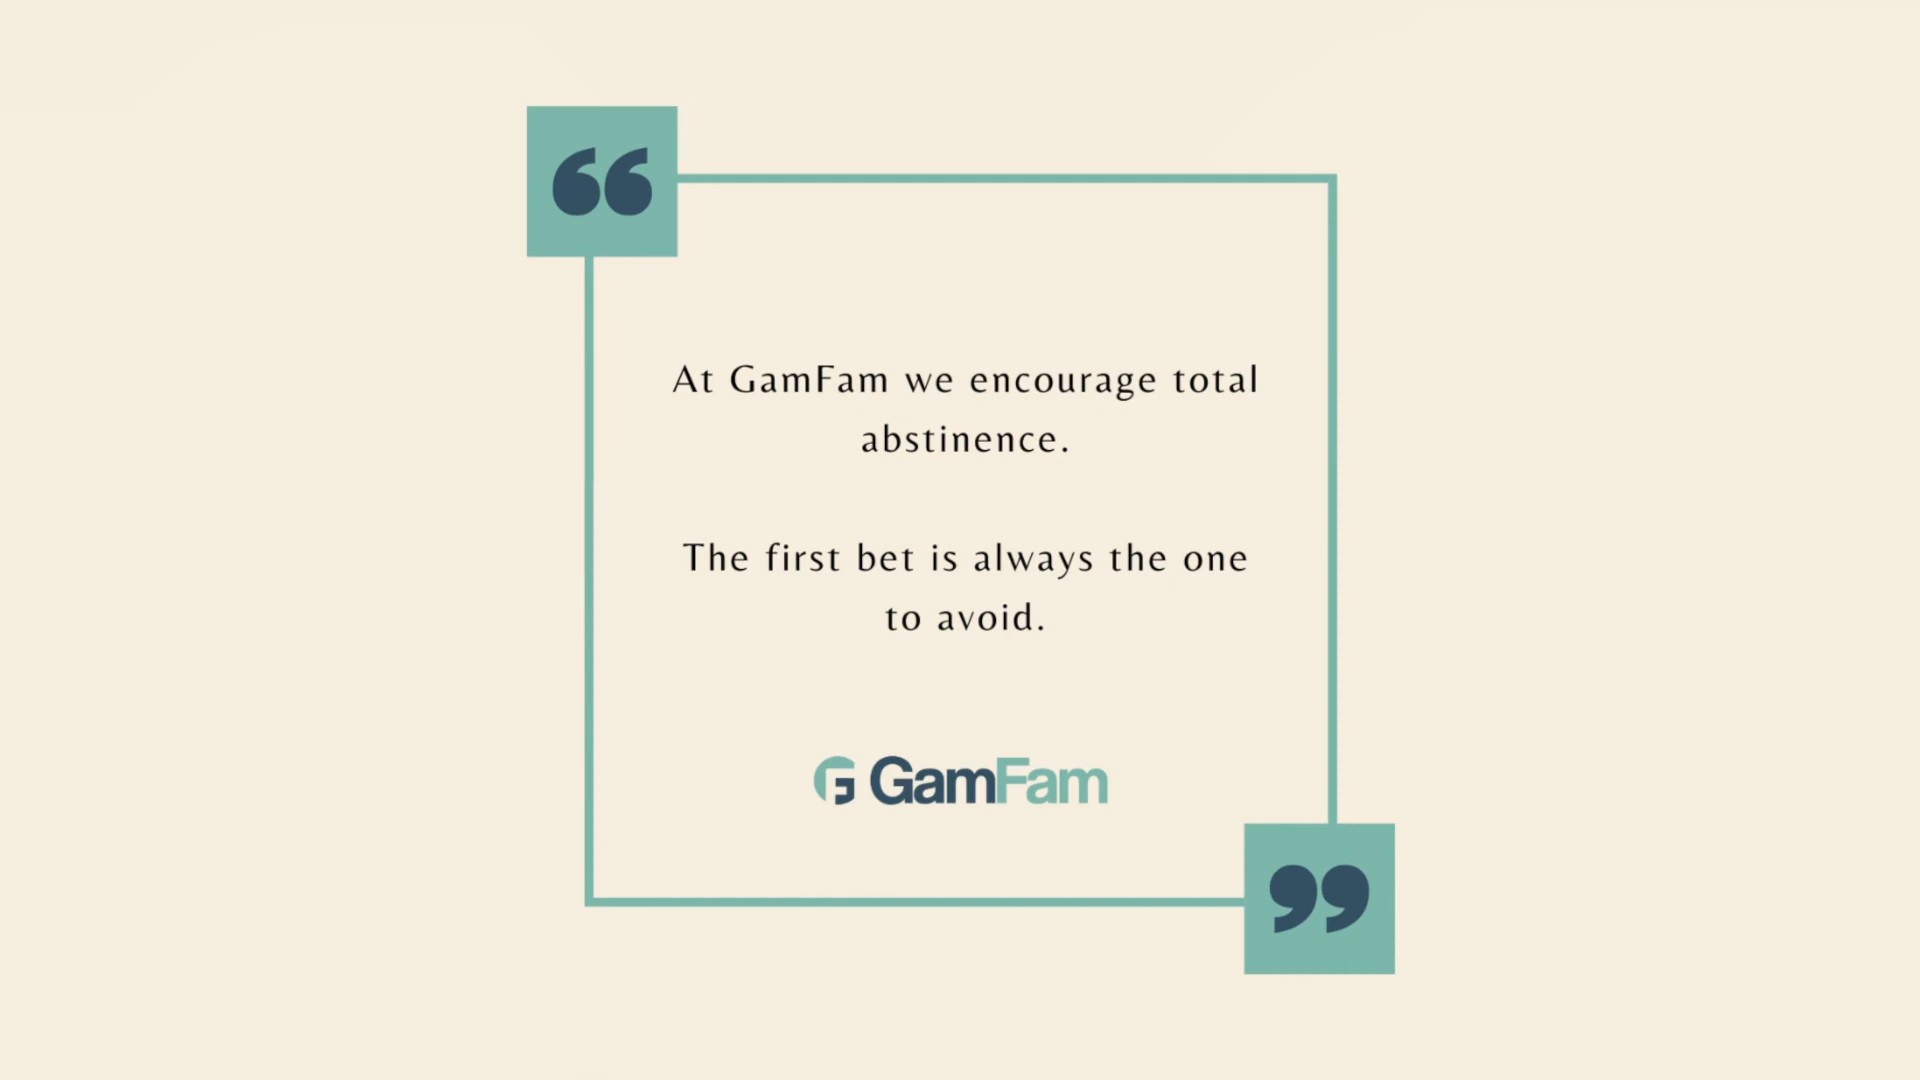 “
At GamFam we encourage total
abstinence.
The first bet is always the one
to avoid.
GamFam
”